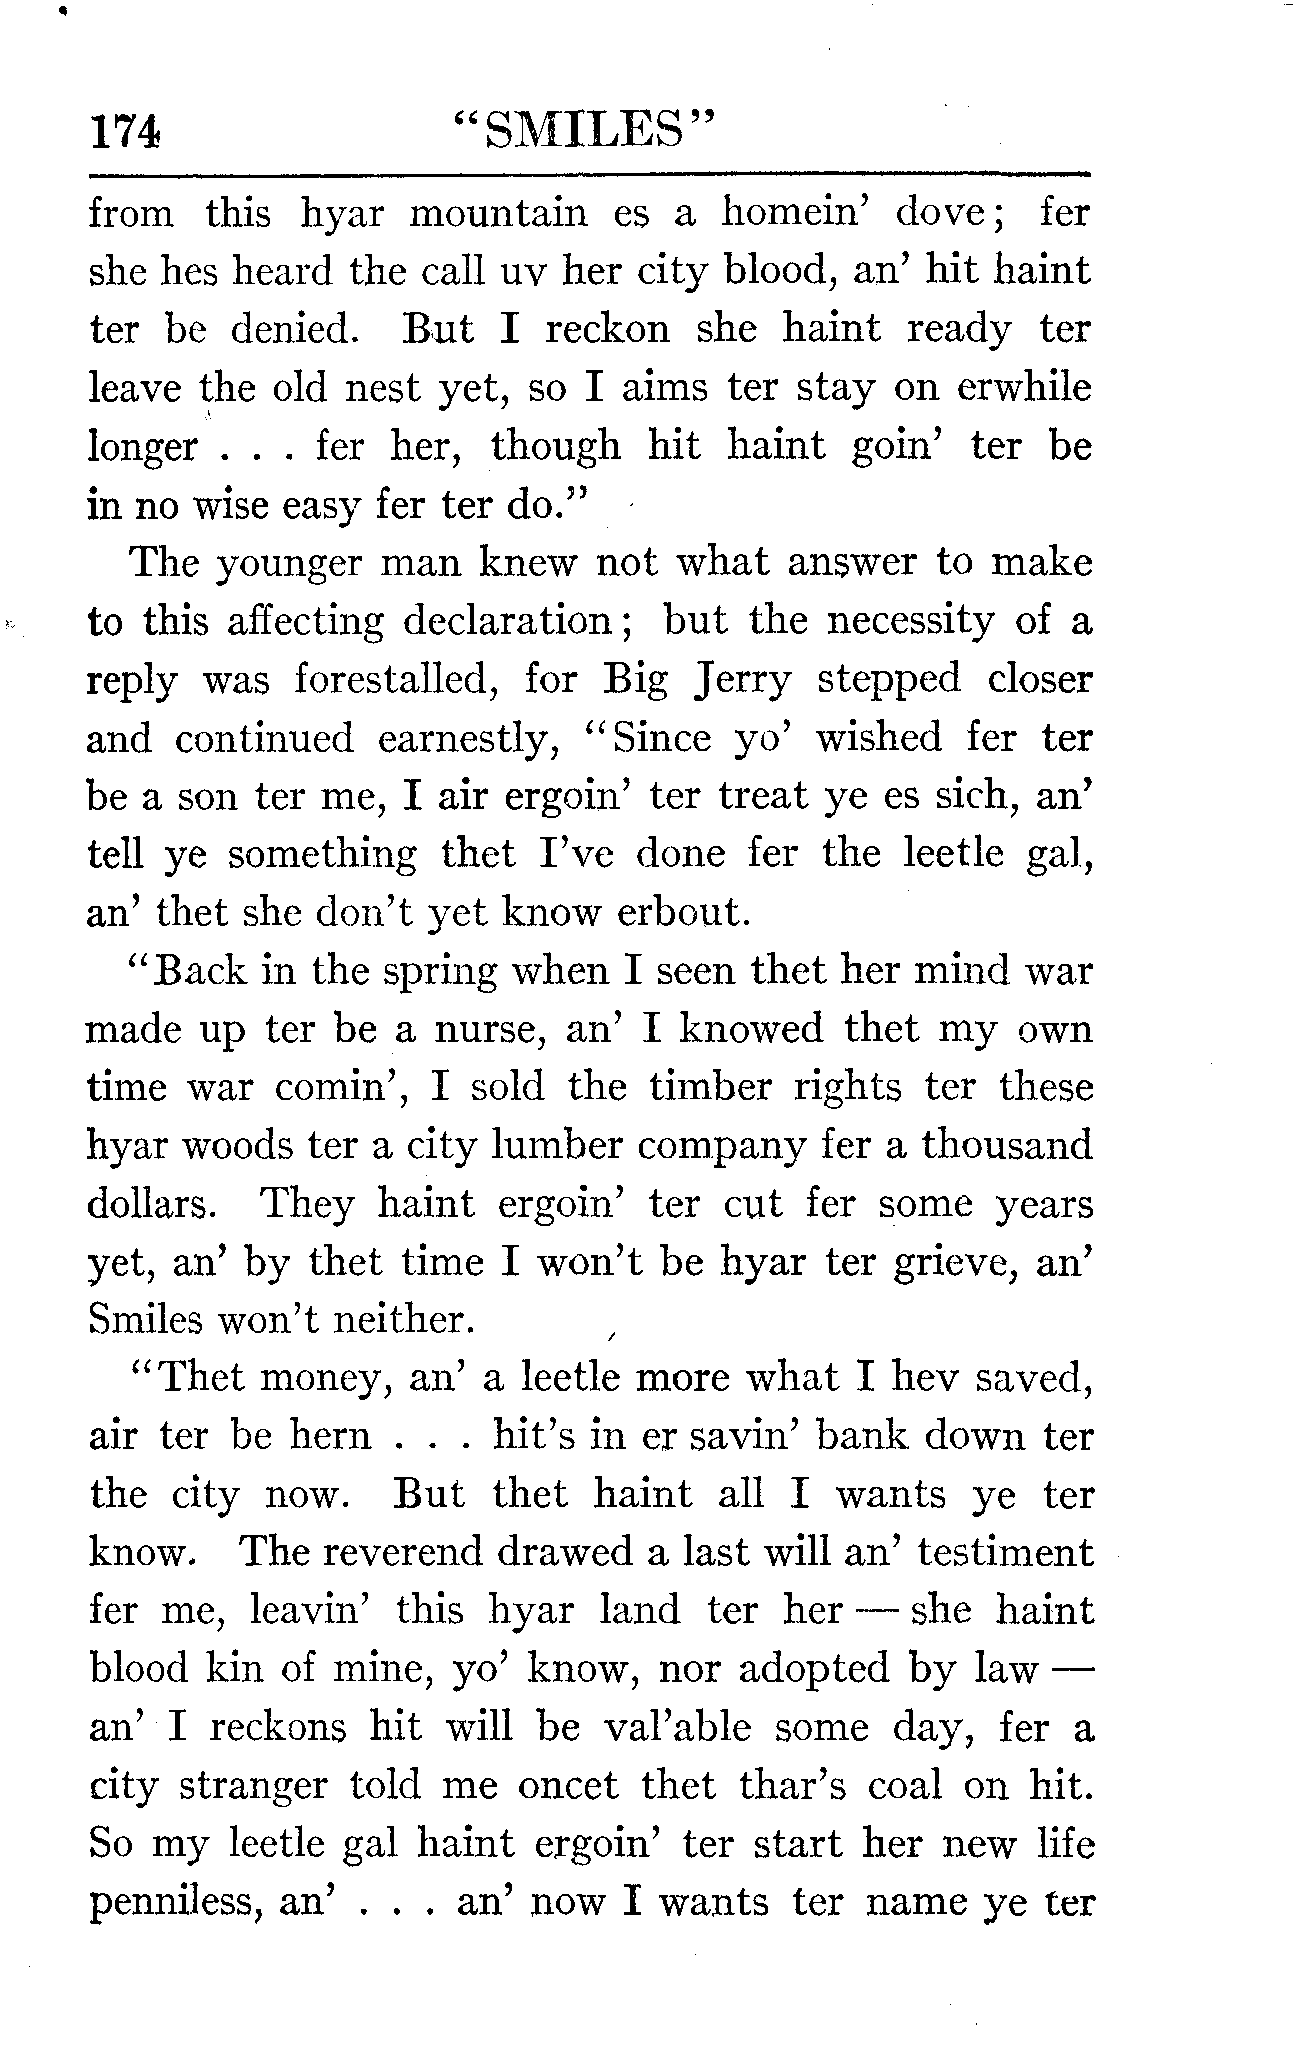 174 "SMILES"
from this hyar mountain es a homein' dove; fer
she hes heard the call uv her city blood, an' hit haint
ter be denied. But I reckon she haint ready ter
leave the old nest yet, so I aims ter stay on erwhile
longer . . . fer her, though hit haint goin' ter be
in no wise easy fer ter do."
The younger man knew not what answer to make
to this affecting declaration; but the necessity of a
reply was forestalled, for Big Jerry stepped closer
and continued earnestly, "Since yo' wished fer ter
be a son ter me, I air ergoin' ter treat ye es sich, an'
tell ye something thet I've done fer the leetle gal,
an' thet she don't yet know erbout.
"Back in the spring when I seen thet her mind war
made up ter be a nurse, an' I knowed thet my own
time war comin', I sold the timber rights ter these
hyar woods ter a city lumber company fer a thousand
dollars. They haint ergoin' ter cut fer some years
yet, an' by thet time I won't be hyar ter grieve, an'
Smiles won't neither.
"Thet money, an' a leetle more what I hev saved,
air ter be hern . . . hit's in er savin' bank down ter
the city now. But thet haint all I wants ye ter
know. The reverend drawed a last will an' testiment
fer me, leavin' this hyar land ter her — she haint
blood kin of mine, yo' know, nor adopted by law —
an' I reckons hit will be val'able some day, fer a
city stranger told me oncet thet thar's coal on hit.
So my leetle gal haint ergoin' ter start her new life
penniless, an' . . . an' now I wants ter name ye ter